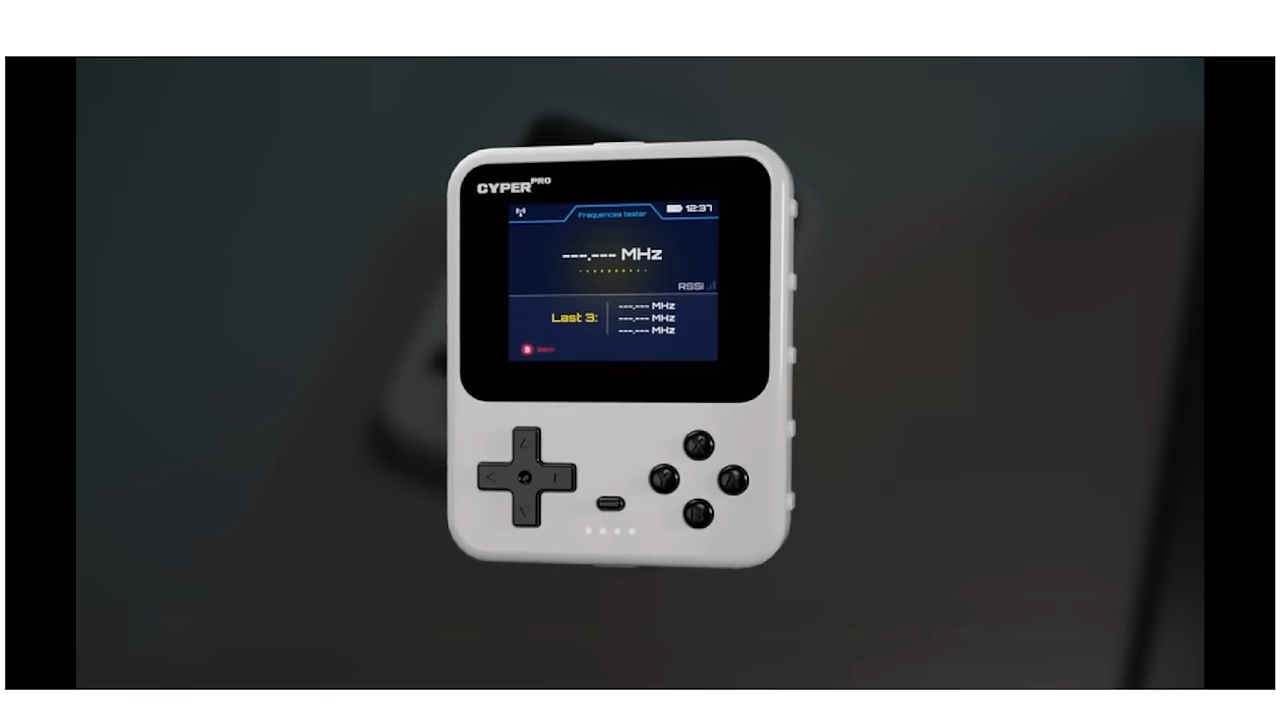 CYPER PRO
Frequences tester
12:37
---.--- MHz
RSSI
Last 3:
---.--- MHz
---.--- MHz
---.--- MHz
B
X
Y
A
B